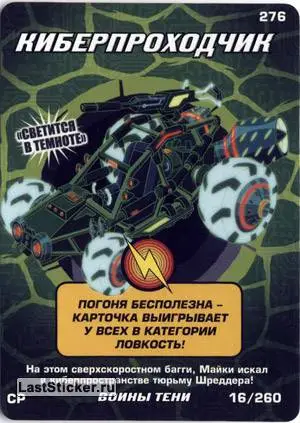 276
КИБЕРПРОХОДЧИК
«СВЕТИТСЯ
В ТЕМНОТЕ»
ПОГОНЯ БЕСПОЛЕЗНА –
КАРТОЧКА ВЫИГРЫВАЕТ
У ВСЕХ В КАТЕГОРИИ
ЛОВКОСТЬ!
На этом сверхскоростном багги, Майки искал
в киберпространстве тюрьму Шреддера!
СР ВОИНЫ ТЕНИ 16/260
LastSticker.ru